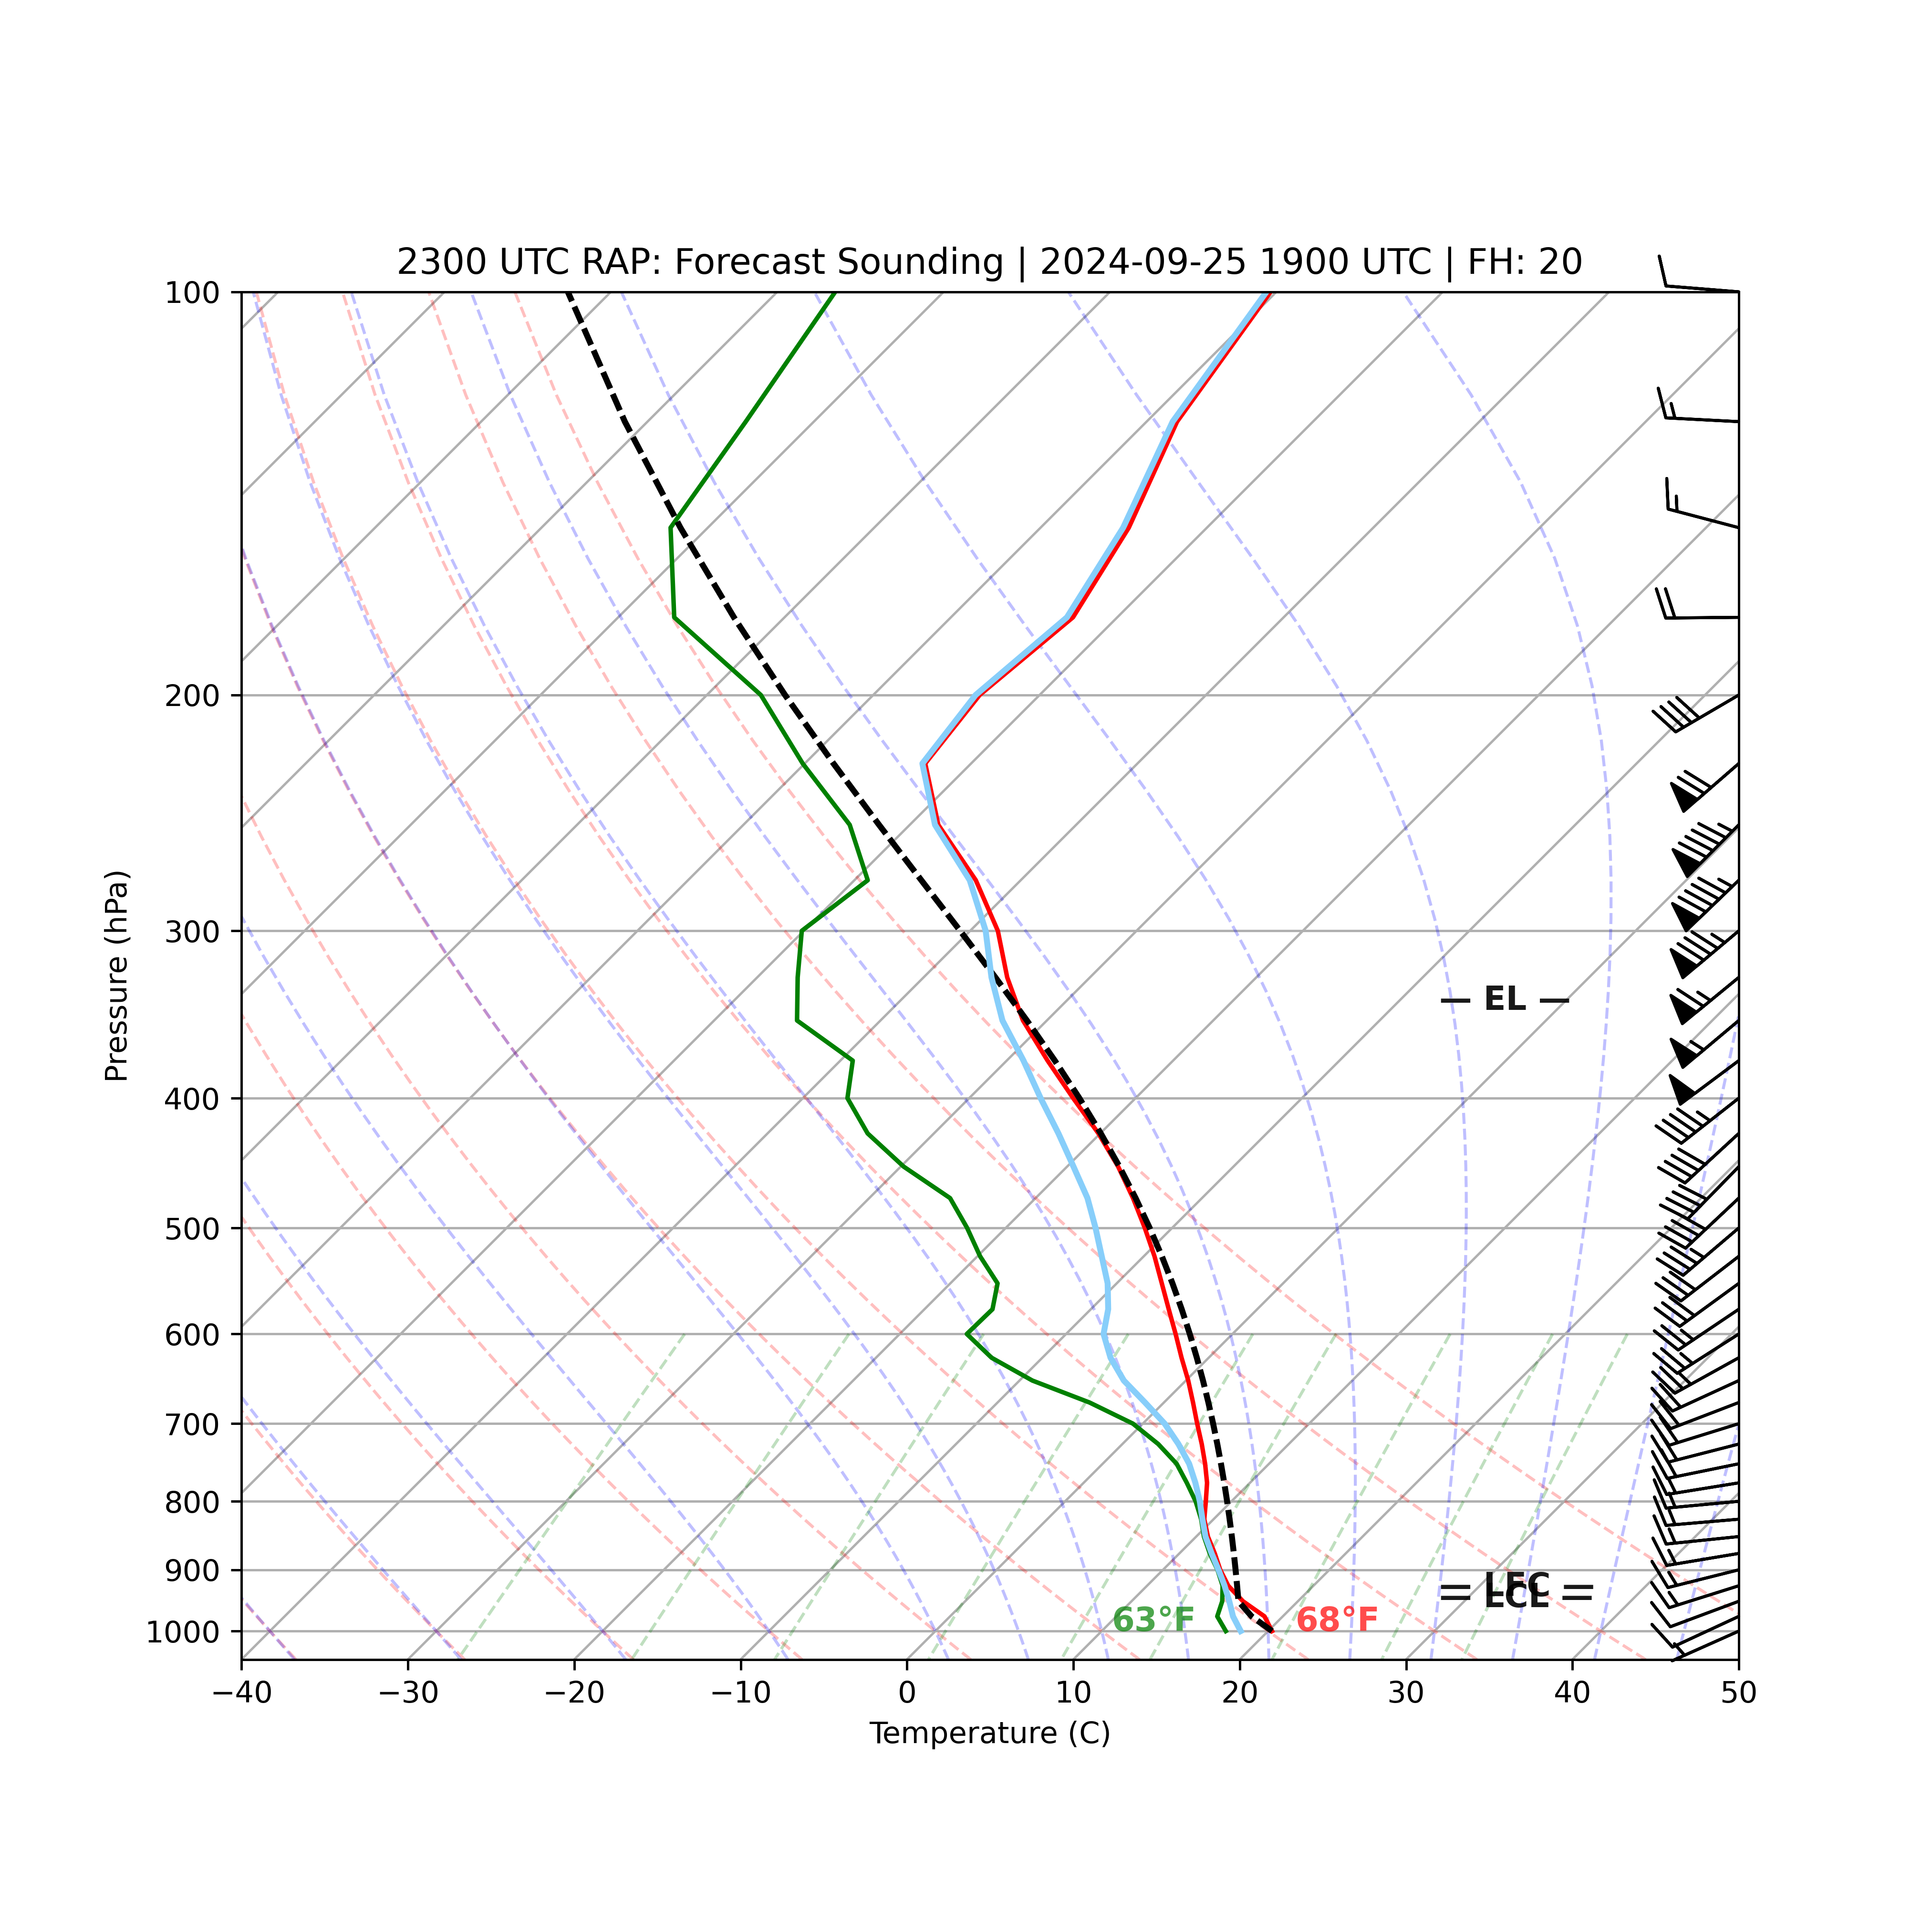 2300 UTC RAP: Forecast Sounding | 2024-09-25 1900 UTC | FH: 20
100
200
300
— EL —
400
500
600
700
800
900
— LFC —
— LCL —
1000
63°F
68°F
−40
−30
−20
−10
0
10
20
30
40
50
Temperature (C)
Pressure (hPa)